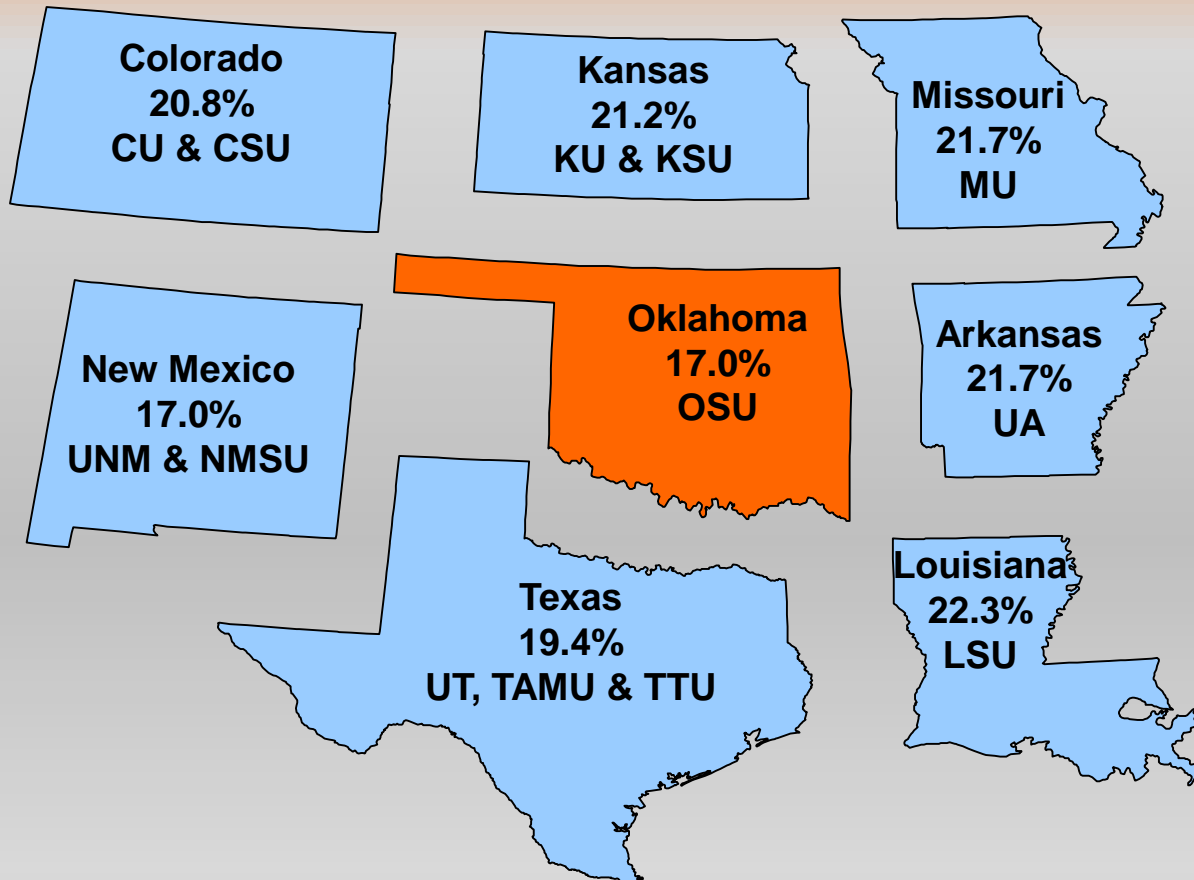 Colorado
20.8%
CU & CSU
Kansas
21.2%
KU & KSU
Missouri
21.7%
MU
New Mexico
17.0%
UNM & NMSU
Oklahoma
17.0%
OSU
Arkansas
21.7%
UA
Texas
19.4%
UT, TAMU & TTU
Louisiana
22.3%
LSU